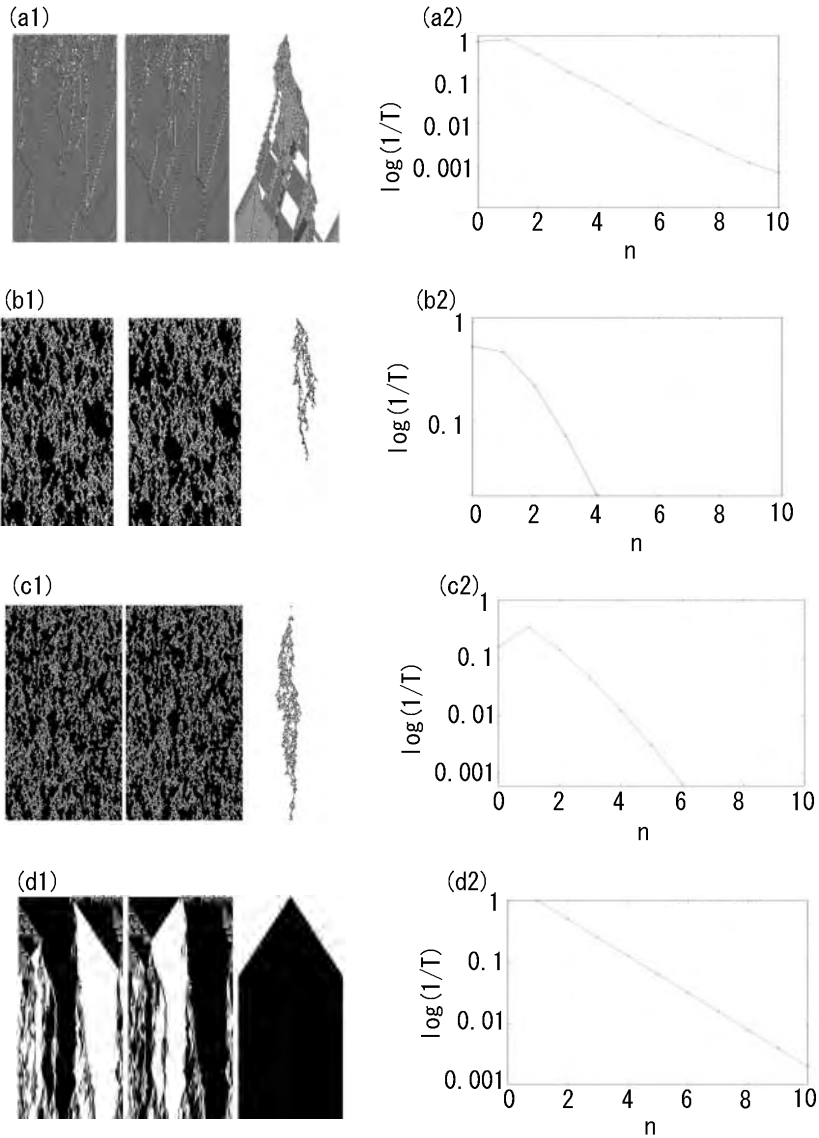 (a1)
(a2)
1
0.1
0.01
0.001
log(1/T)
0 2 4 6 8 10
n
(b1)
(b2)
1
0.1
log(1/T)
0 2 4 6 8 10
n
(c1)
(c2)
1
0.1
0.01
0.001
log(1/T)
0 2 4 6 8 10
n
(d1)
(d2)
1
0.1
0.01
0.001
log(1/T)
0 2 4 6 8 10
n